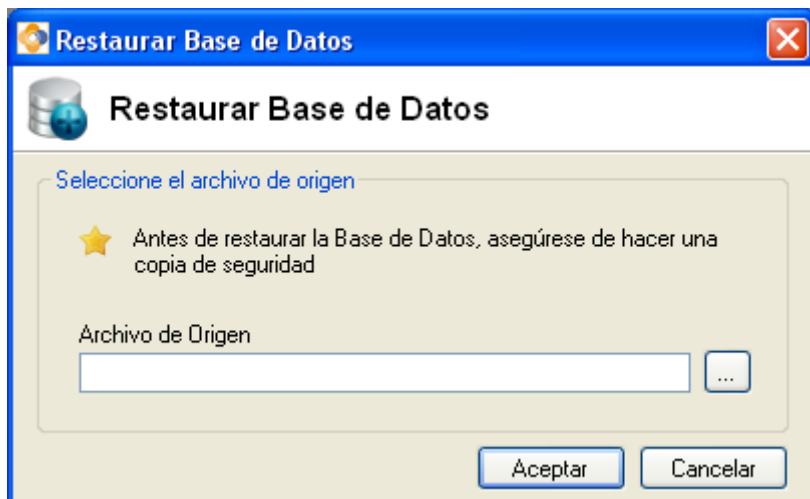 Restaurar Base de Datos
Restaurar Base de Datos
Seleccione el archivo de origen
Antes de restaurar la Base de Datos, asegúrese de hacer una
copia de seguridad
Archivo de Origen
...
Aceptar Cancelar